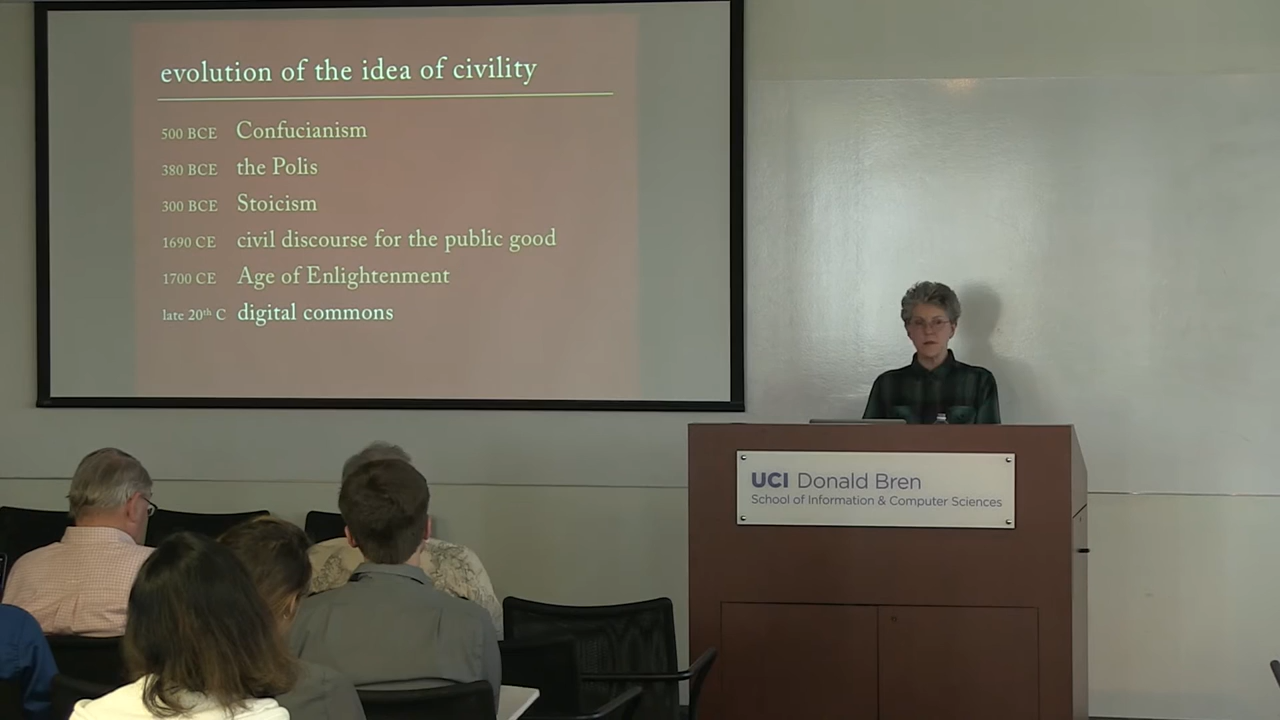 evolution of the idea of civility
500 BCE Confucianism
380 BCE the Polis
300 BCE Stoicism
1690 CE civil discourse for the public good
1700 CE Age of Enlightenment
late 20th C digital commons
UCI Donald Bren
School of Information & Computer Sciences